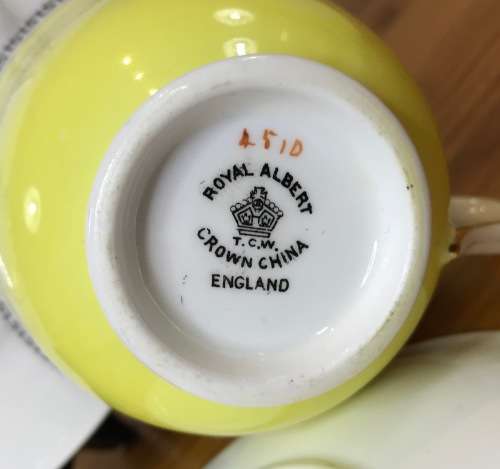 4510
ROYAL ALBERT
T.C.W.
CROWN CHINA
ENGLAND